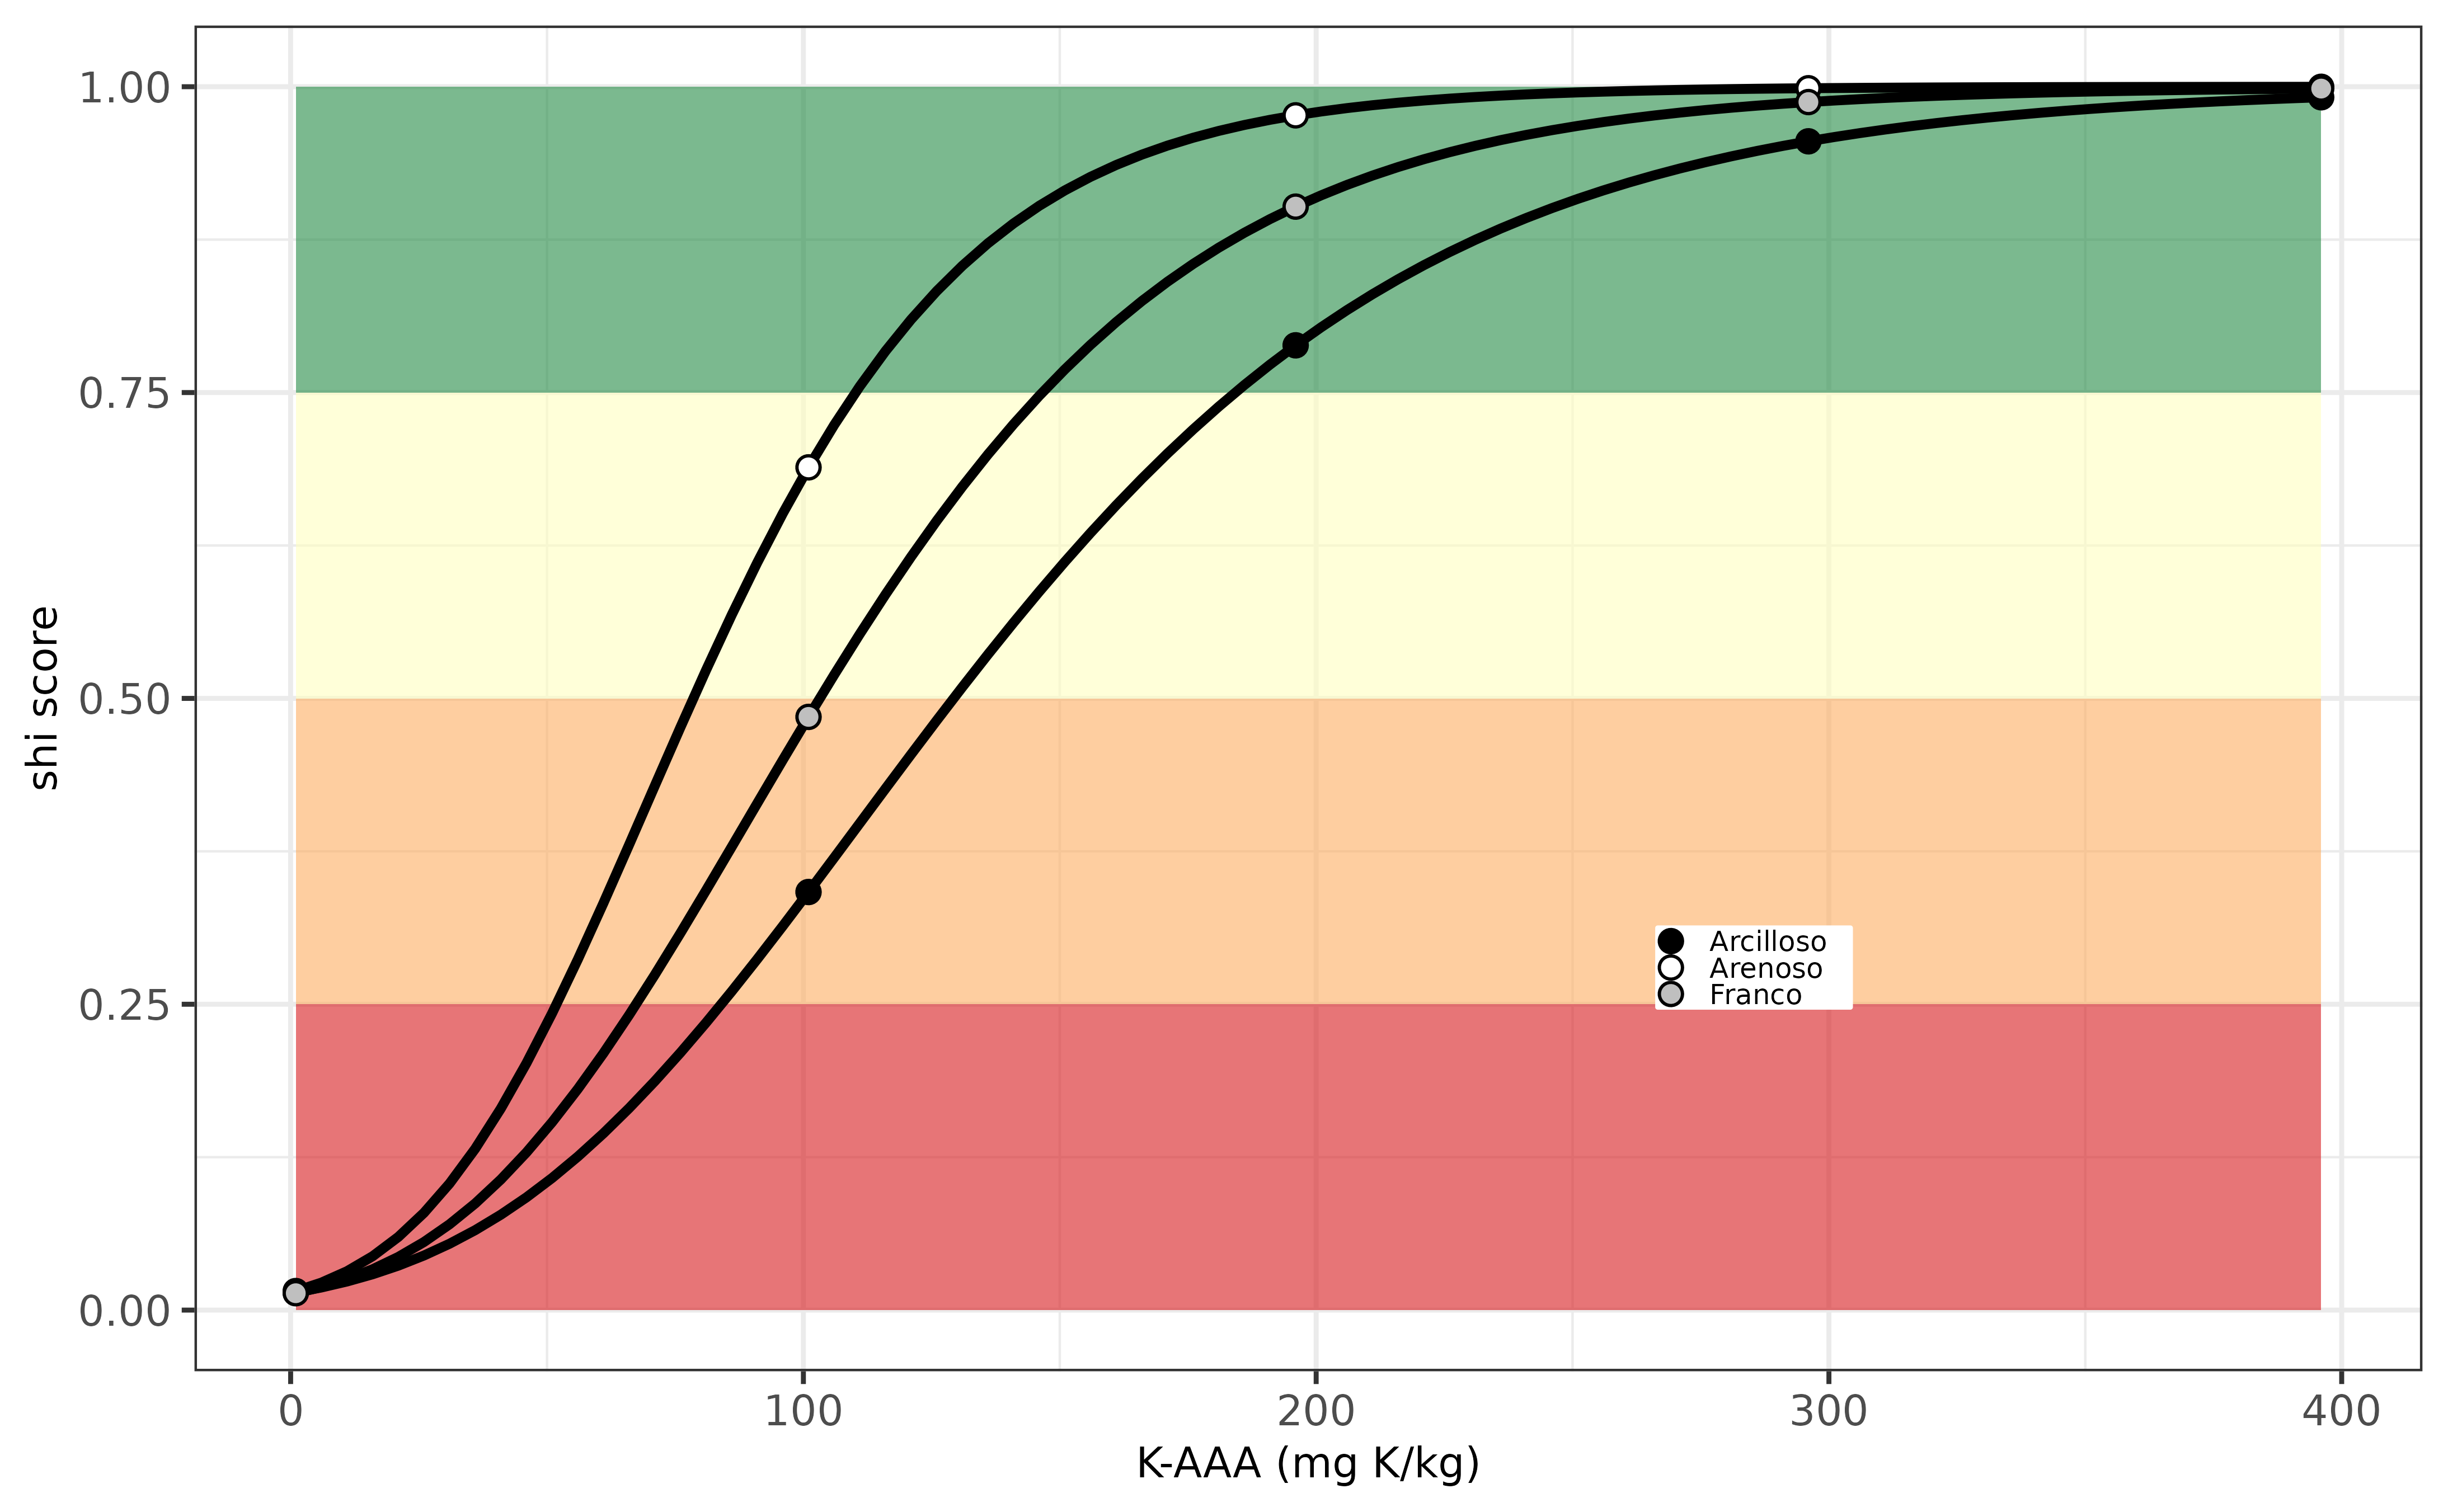 1.00
0.75
0.50
0.25
0.00
shi score
Arcilloso
Arenoso
Franco
0
100
200
300
400
K-AAA (mg K/kg)